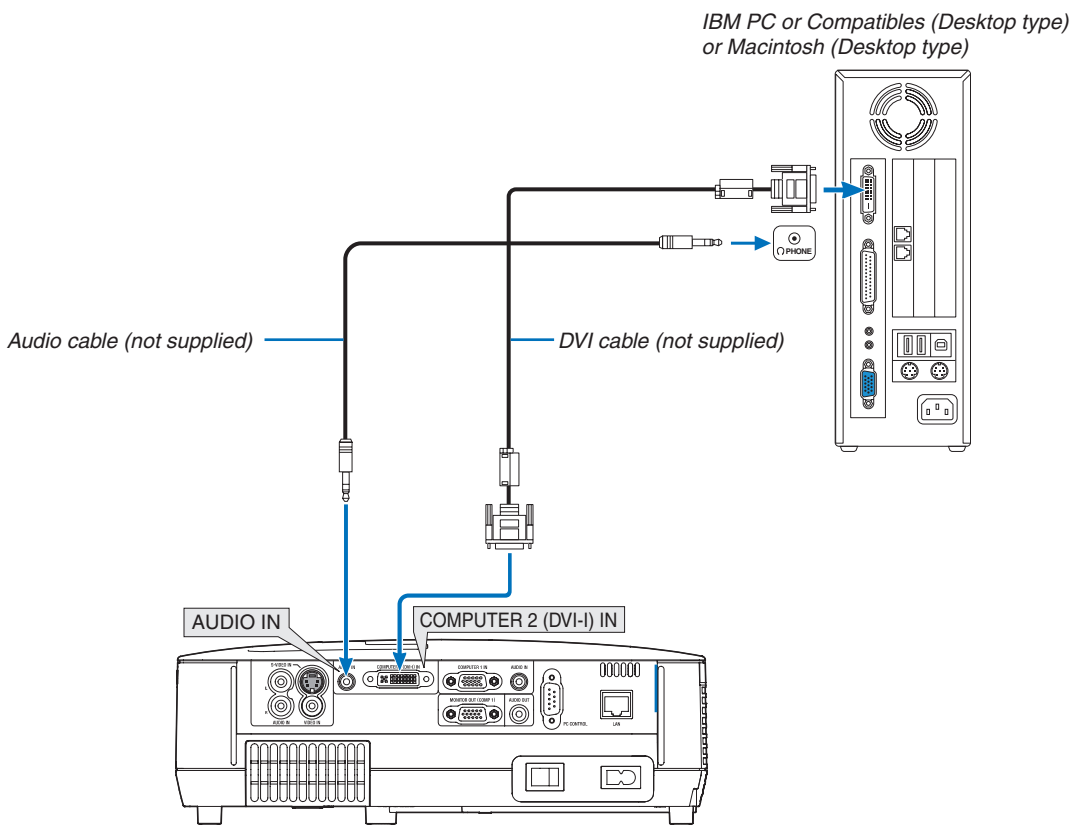 IBM PC or Compatibles (Desktop type)
or Macintosh (Desktop type)
PHONE
Audio cable (not supplied)
DVI cable (not supplied)
AUDIO IN
COMPUTER 2 (DVI-I) IN
S-VIDEO IN
L
R
AUDIO IN
VIDEO IN
COMPUTER 1 IN
AUDIO IN
MONITOR OUT (COMP 1)
AUDIO OUT
PC CONTROL
LAN